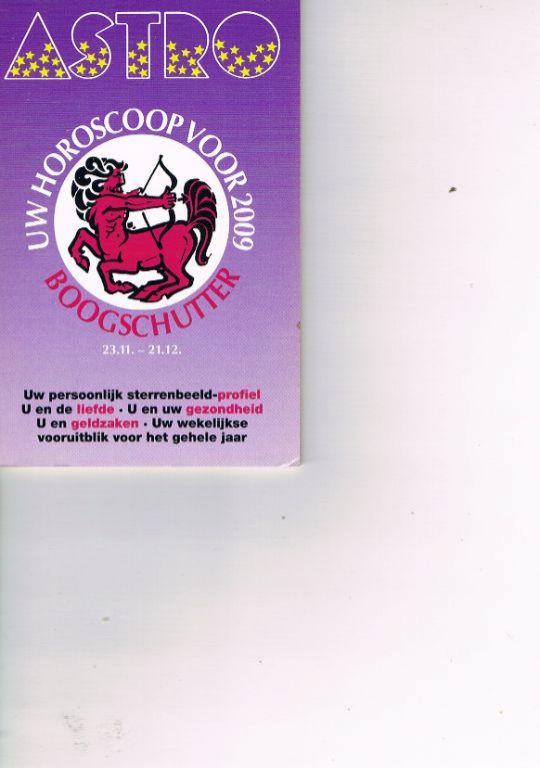 ASTRO
UW HOROSCOOP VOOR 2009
BOOGSCHUTTER
23.11. – 21.12.
Uw persoonlijk sterrenbeeld-profiel
U en de liefde · U en uw gezondheid
U en geldzaken · Uw wekelijkse
vooruitblik voor het gehele jaar